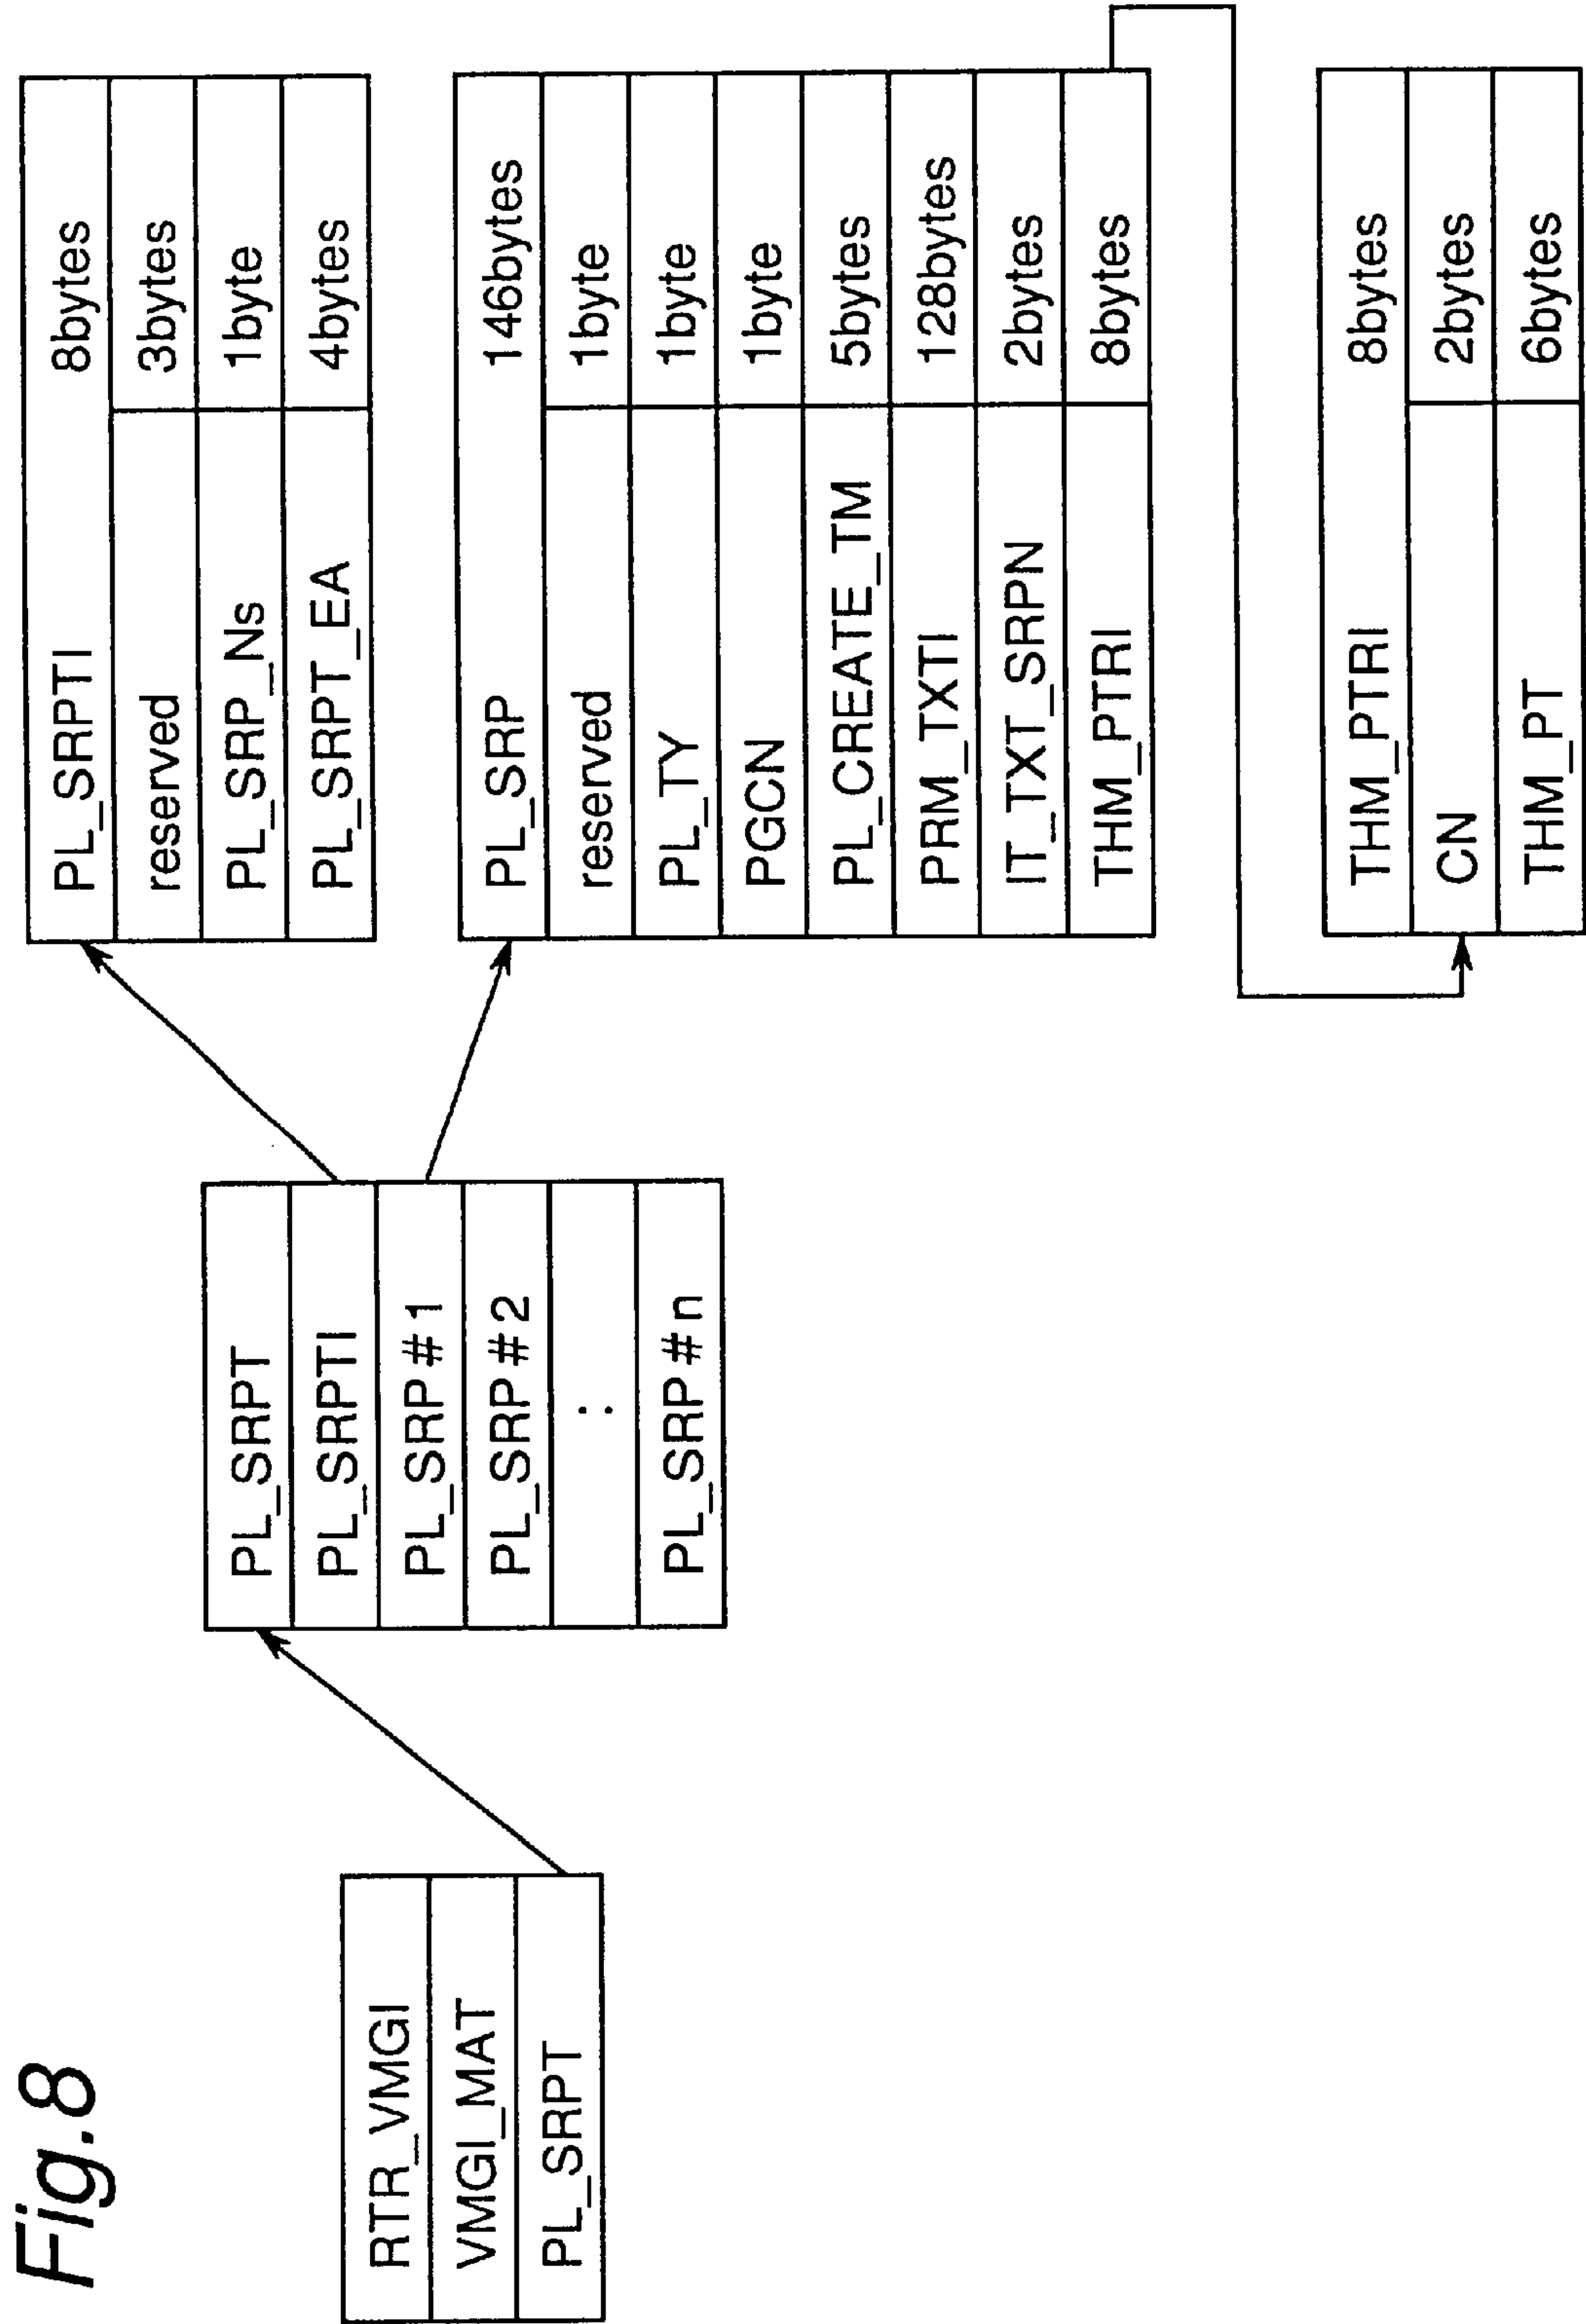 Fig.8
RTR_VMGI
VMGI_MAT
PL_SRPT
PL_SRPT
PL_SRPTI
PL_SRP#1
PL_SRP#2
:
PL_SRP#n
PL_SRPTI 8bytes
reserved 3bytes
PL_SRP_Ns 1byte
PL_SRPT_EA 4bytes
PL_SRP 146bytes
reserved 1byte
PL_TY 1byte
PGCN 1byte
PL_CREATE_TM 5bytes
PRM_TXTI 128bytes
IT_TXT_SRPN 2bytes
THM_PTRI 8bytes
THM_PTRI 8bytes
CN 2bytes
THM_PT 6bytes